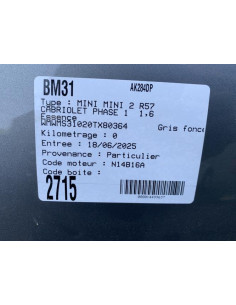 BM31
AK284DP
Type : MINI MINI 2 R57
CABRIOLET PHASE 1 1.6
Essence
WMWMS31020TX80364 Gris fonce
Kilometrage : 0
Entree : 18/06/2025
Provenance : Particulier
Code moteur : N14B16A
Code boite :
2715